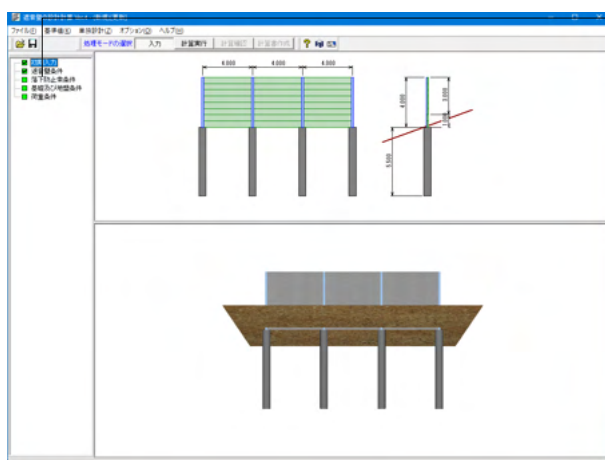 遮音壁の設計計算
ファイル(F) 基準値(K) 単独設計(Z) オプション(O) ヘルプ(H)
処理モードの選択 入力 計算実行 計算確認 計算書作成
初期入力
遮音壁条件
落下防止索条件
基礎及び地盤条件
荷重条件
4.000 4.000 4.000
4.000
3.000
1.000
5.500